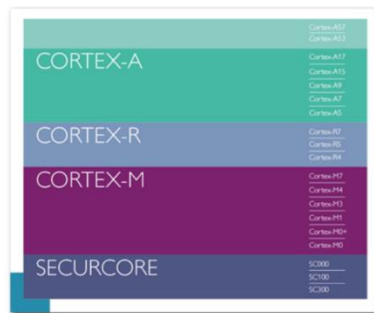 Cortex-A57
Cortex-A53
CORTEX-A
Cortex-A17
Cortex-A15
Cortex-A9
Cortex-A7
Cortex-A5
CORTEX-R
Cortex-R7
Cortex-R5
Cortex-R4
CORTEX-M
Cortex-M7
Cortex-M4
Cortex-M3
Cortex-M1
Cortex-M0+
Cortex-M0
SECURCORE
SC000
SC100
SC300